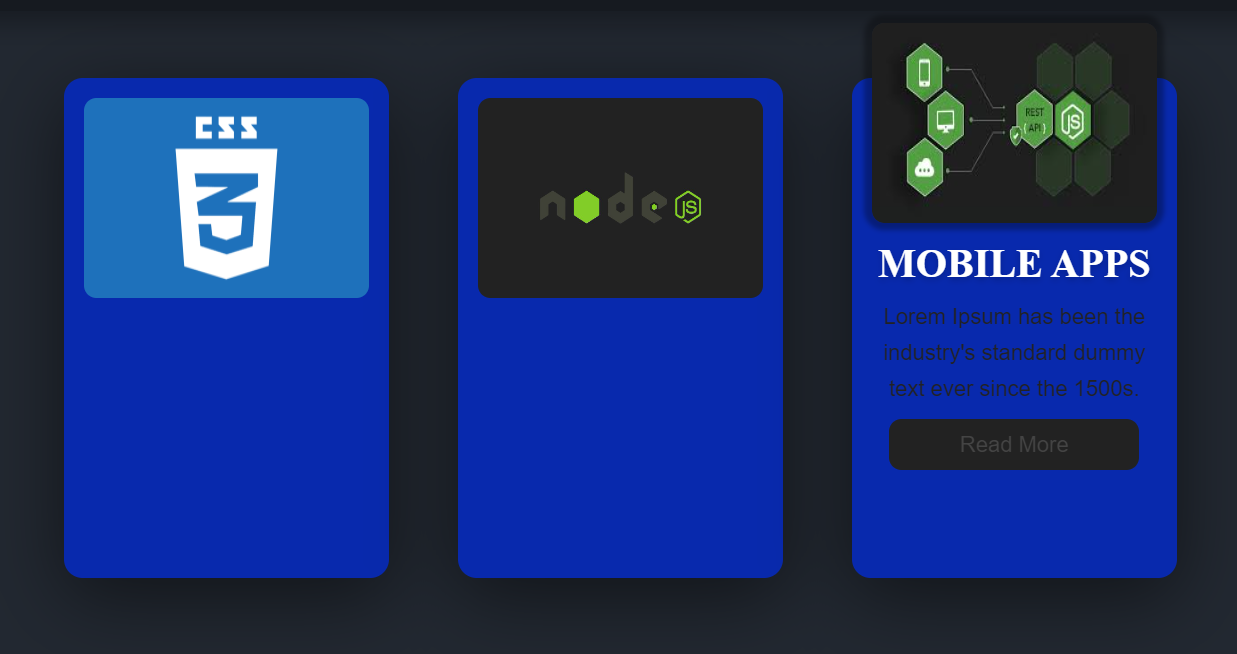 CSS
3
node
JS
REST
{ API }
JS
MOBILE APPS
Lorem Ipsum has been the
industry's standard dummy
text ever since the 1500s.
Read More